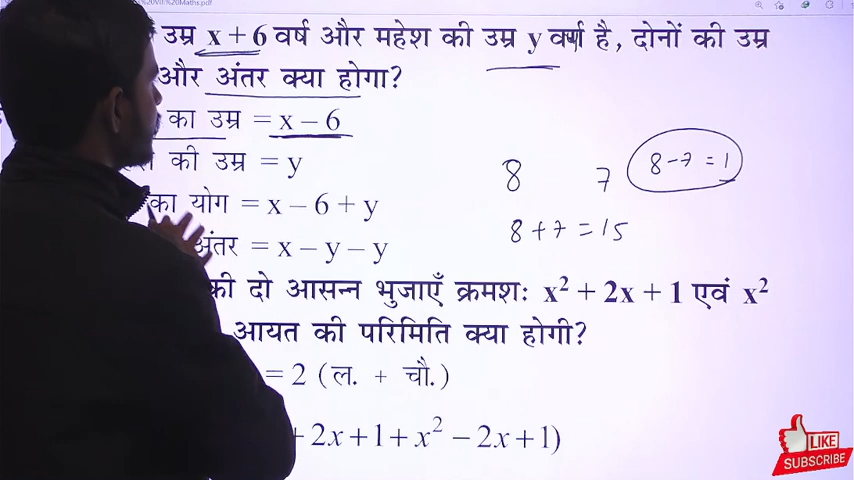 उम्र x + 6 वर्ष और महेश की उम्र y वर्ष है, दोनों की उम्र
और अंतर क्या होगा?
का उम्र = x – 6
की उम्र = y
8 7 8 – 7 = 1
का योग = x – 6 + y
8 + 7 = 15
अंतर = x – y – y
की दो आसन्न भुजाएँ क्रमशः x² + 2x + 1 एवं x²
आयत की परिमिति क्या होगी?
= 2 (ल. + चौ.)
+ 2x + 1 + x² – 2x + 1)
LIKE
SUBSCRIBE